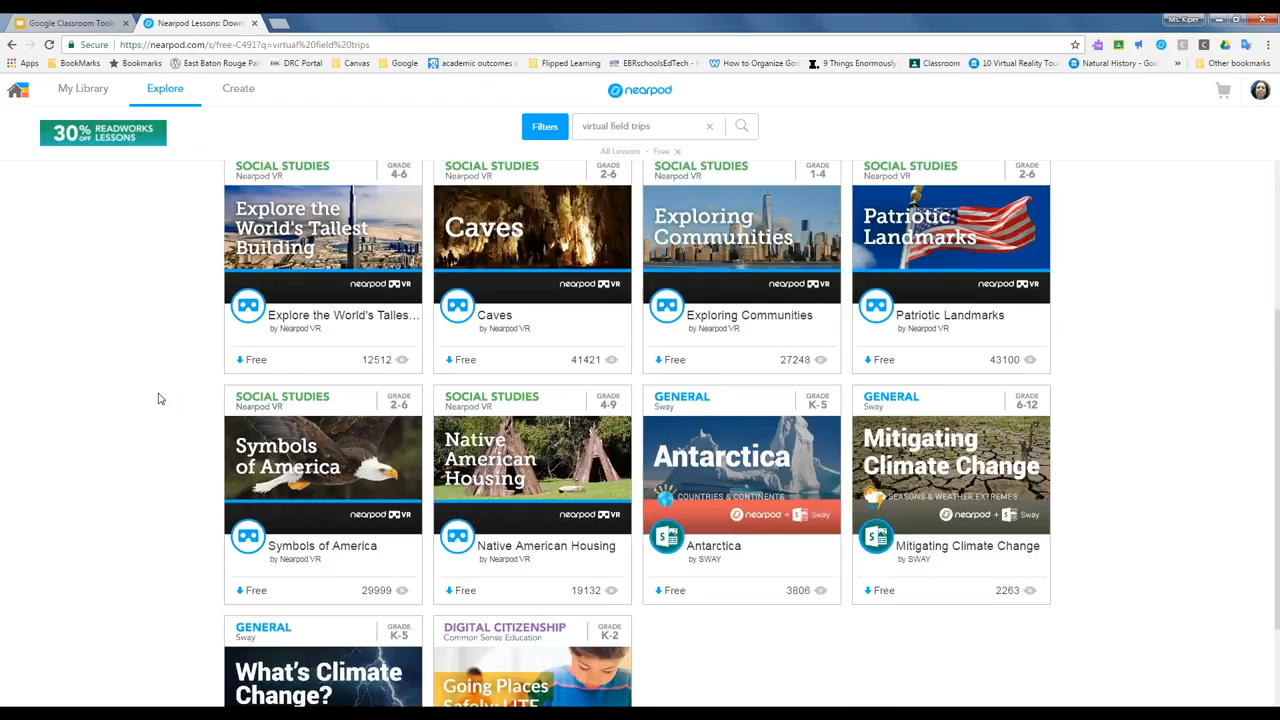 Google Classroom Tools
Nearpod Lessons: Down
Ms. Kiper
Secure
https://nearpod.com/s/free-C491?q=virtual%20field%20trips
Apps
BookMarks
Bookmarks
East Baton Rouge Pa
DRC Portal
Canvas
Google
academic outcomes
Flipped Learning
EBRschoolsEdTech -
How to Organize Goo
9 Things Enormously
Classroom
10 Virtual Reality Tou
Natural History - Goo
»
Other bookmarks
My Library
Explore
Create
nearpod
30% OFF READWORKS LESSONS
Filters
virtual field trips
All Lessons - Free
SOCIAL STUDIES
Nearpod VR
GRADE
4-6
Explore the
World's Tallest
Building
nearpod VR
Explore the World's Talles...
by Nearpod VR
Free
12512
SOCIAL STUDIES
Nearpod VR
GRADE
2-6
Caves
nearpod VR
Caves
by Nearpod VR
Free
41421
SOCIAL STUDIES
Nearpod VR
GRADE
1-4
Exploring
Communities
nearpod VR
Exploring Communities
by Nearpod VR
Free
27248
SOCIAL STUDIES
Nearpod VR
GRADE
2-6
Patriotic
Landmarks
nearpod VR
Patriotic Landmarks
by Nearpod VR
Free
43100
SOCIAL STUDIES
Nearpod VR
GRADE
2-6
Symbols
of America
nearpod VR
Symbols of America
by Nearpod VR
Free
29999
SOCIAL STUDIES
Nearpod VR
GRADE
4-9
Native
American
Housing
nearpod VR
Native American Housing
by Nearpod VR
Free
19132
GENERAL
Sway
GRADE
K-5
Antarctica
COUNTRIES & CONTINENTS
nearpod + Sway
Antarctica
by SWAY
Free
3806
GENERAL
Sway
GRADE
6-12
Mitigating
Climate Change
SEASONS & WEATHER EXTREMES
nearpod + Sway
Mitigating Climate Change
by SWAY
Free
2263
GENERAL
Sway
GRADE
K-5
What's Climate
Change?
DIGITAL CITIZENSHIP
Common Sense Education
GRADE
K-2
Going Places
Safely: LITE